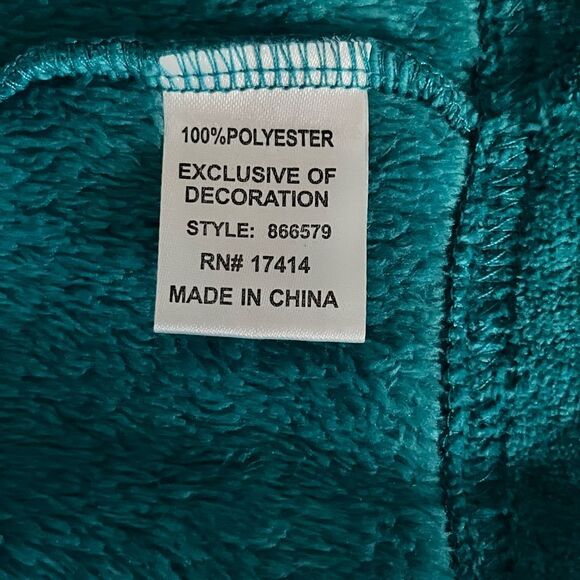 100%POLYESTER
EXCLUSIVE OF
DECORATION
STYLE: 866579
RN# 17414
MADE IN CHINA